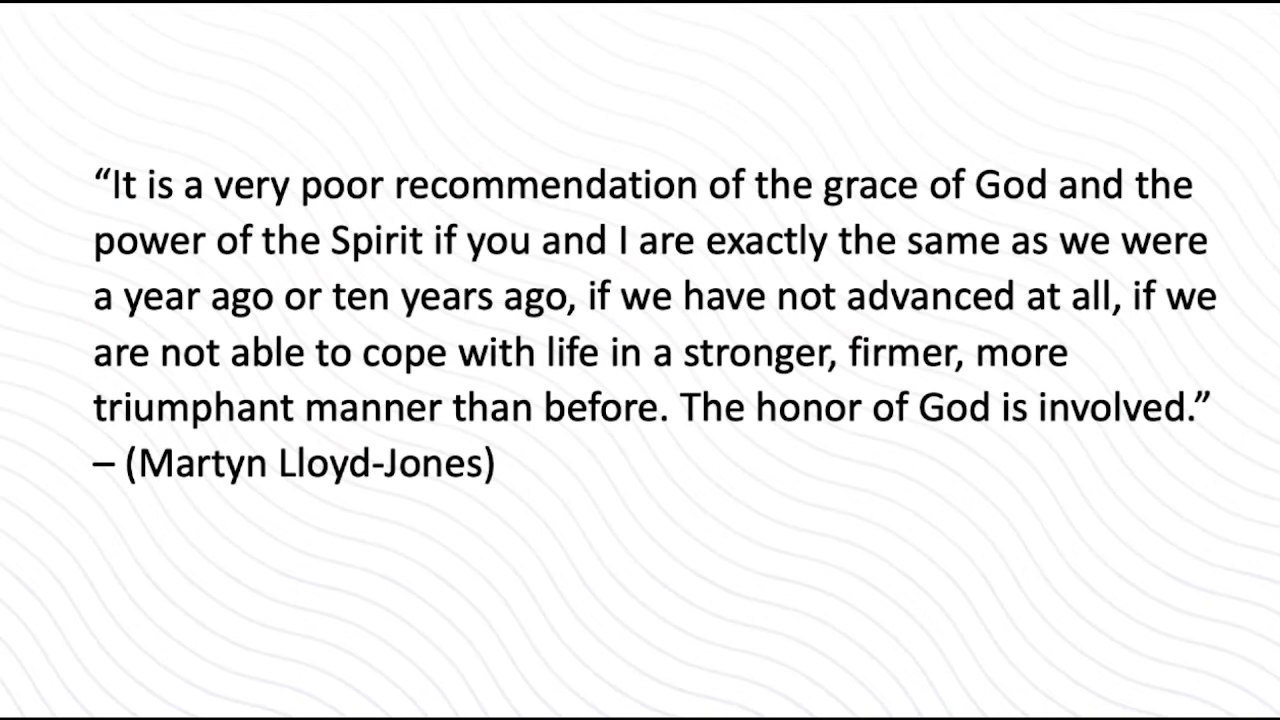 “It is a very poor recommendation of the grace of God and the
power of the Spirit if you and I are exactly the same as we were
a year ago or ten years ago, if we have not advanced at all, if we
are not able to cope with life in a stronger, firmer, more
triumphant manner than before. The honor of God is involved.”
– (Martyn Lloyd-Jones)